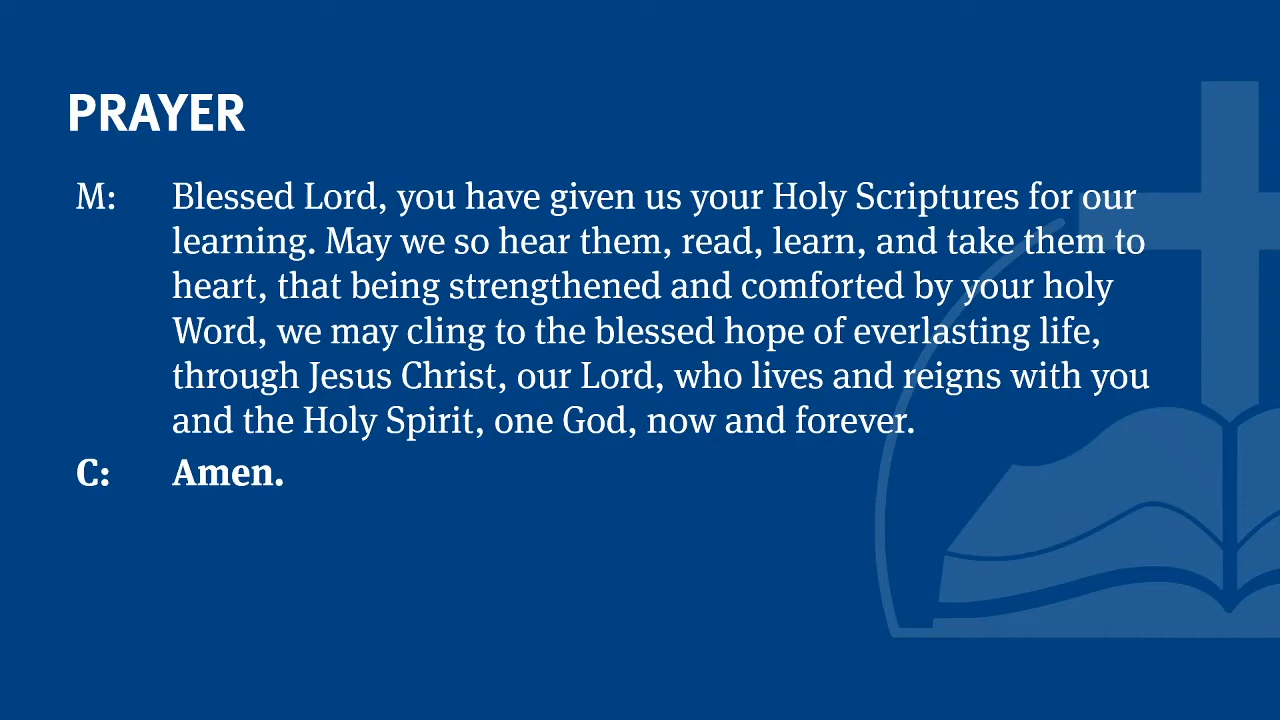 PRAYER
M: Blessed Lord, you have given us your Holy Scriptures for our
learning. May we so hear them, read, learn, and take them to
heart, that being strengthened and comforted by your holy
Word, we may cling to the blessed hope of everlasting life,
through Jesus Christ, our Lord, who lives and reigns with you
and the Holy Spirit, one God, now and forever.
C: Amen.